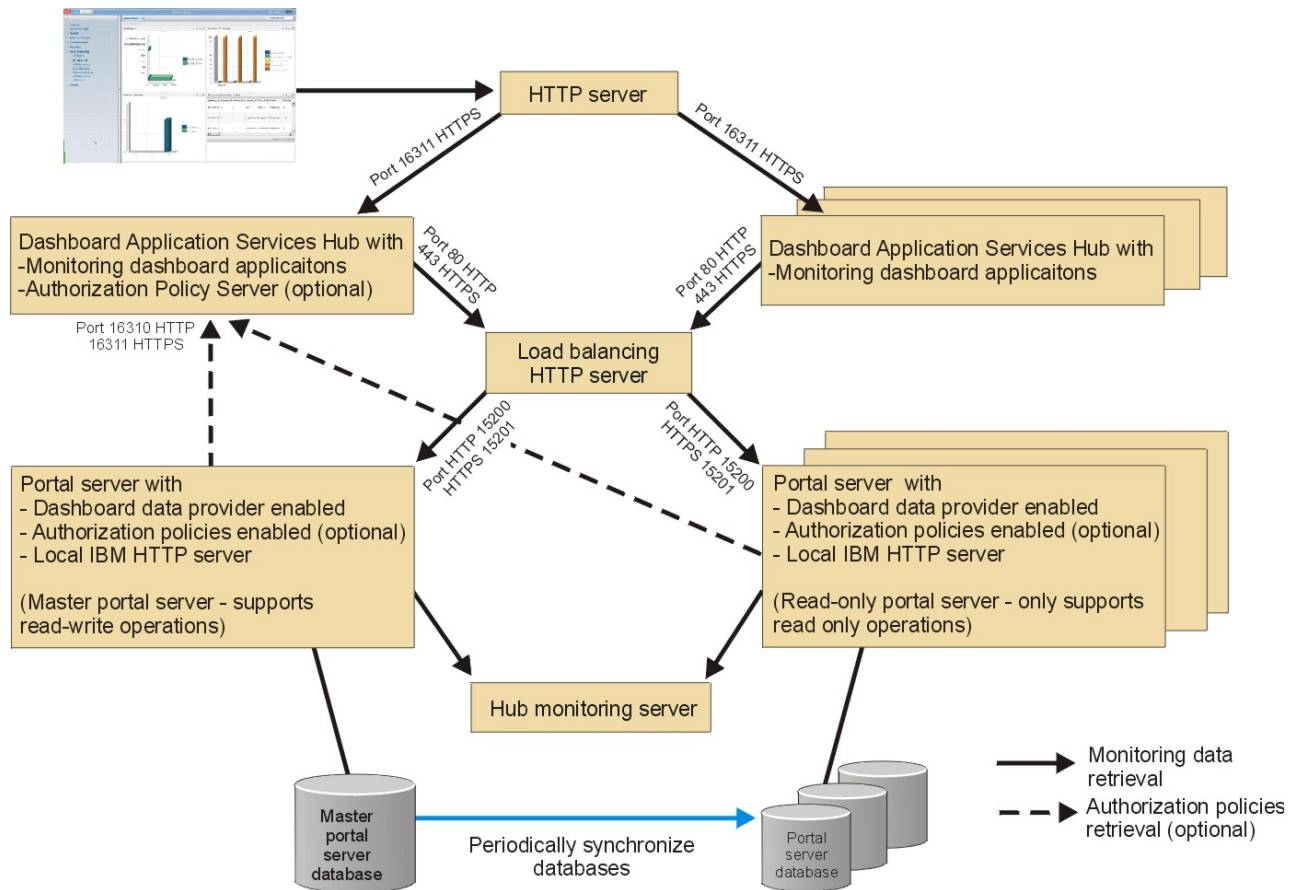 HTTP server
Port 16311 HTTPS
Port 16311 HTTPS
Dashboard Application Services Hub with
-Monitoring dashboard applicaitons
-Authorization Policy Server (optional)
Port 80 HTTP
443 HTTPS
Port 80 HTTP
443 HTTPS
Dashboard Application Services Hub with
-Monitoring dashboard applicaitons
Port 16310 HTTP
16311 HTTPS
Load balancing
HTTP server
Port HTTP 15200
HTTPS 15201
Port HTTP 15200
HTTPS 15201
Portal server with
- Dashboard data provider enabled
- Authorization policies enabled (optional)
- Local IBM HTTP server
(Master portal server - supports
read-write operations)
Portal server with
- Dashboard data provider enabled
- Authorization policies enabled (optional)
- Local IBM HTTP server
(Read-only portal server - only supports
read only operations)
Hub monitoring server
Monitoring data
retrieval
Authorization policies
retrieval (optional)
Master
portal
server
database
Periodically synchronize
databases
Portal
server
database